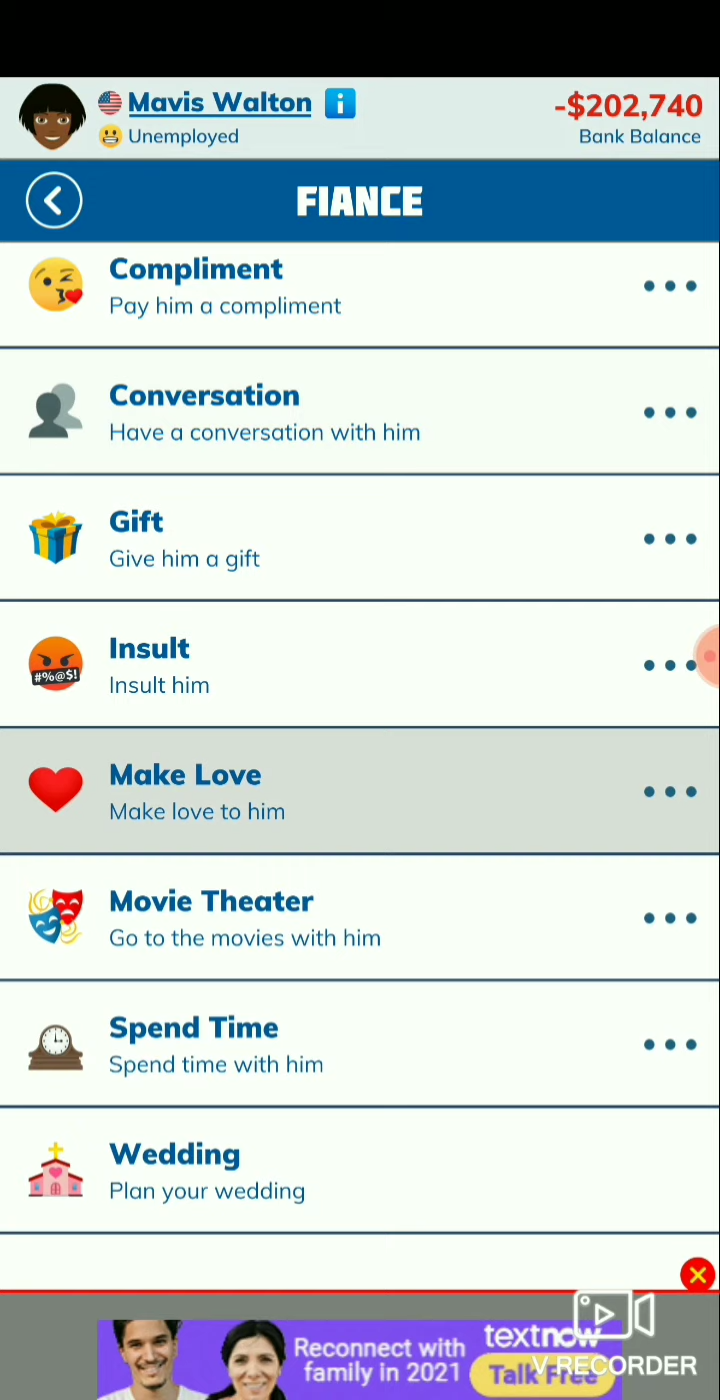 Mavis Walton
-$202,740
Unemployed
Bank Balance
FIANCE
Compliment
Pay him a compliment
Conversation
Have a conversation with him
Gift
Give him a gift
#%@$!
Insult
Insult him
Make Love
Make love to him
Movie Theater
Go to the movies with him
Spend Time
Spend time with him
Wedding
Plan your wedding
Reconnect with
family in 2021
textnow
Talk Free
V RECORDER